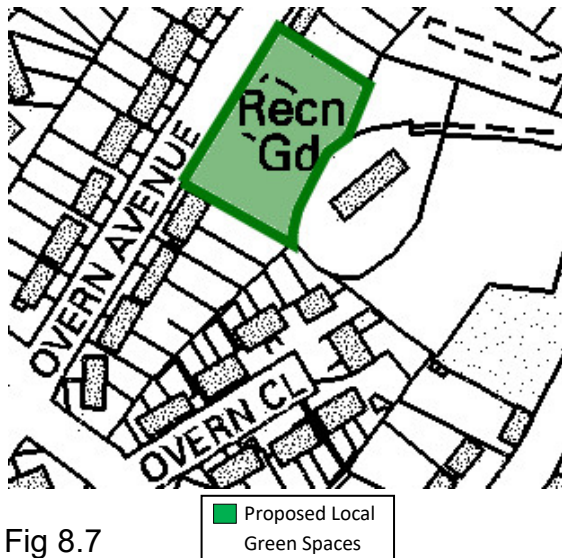 Recn
Gd
OVERN AVENUE
OVERN CL
Fig 8.7
Proposed Local
Green Spaces